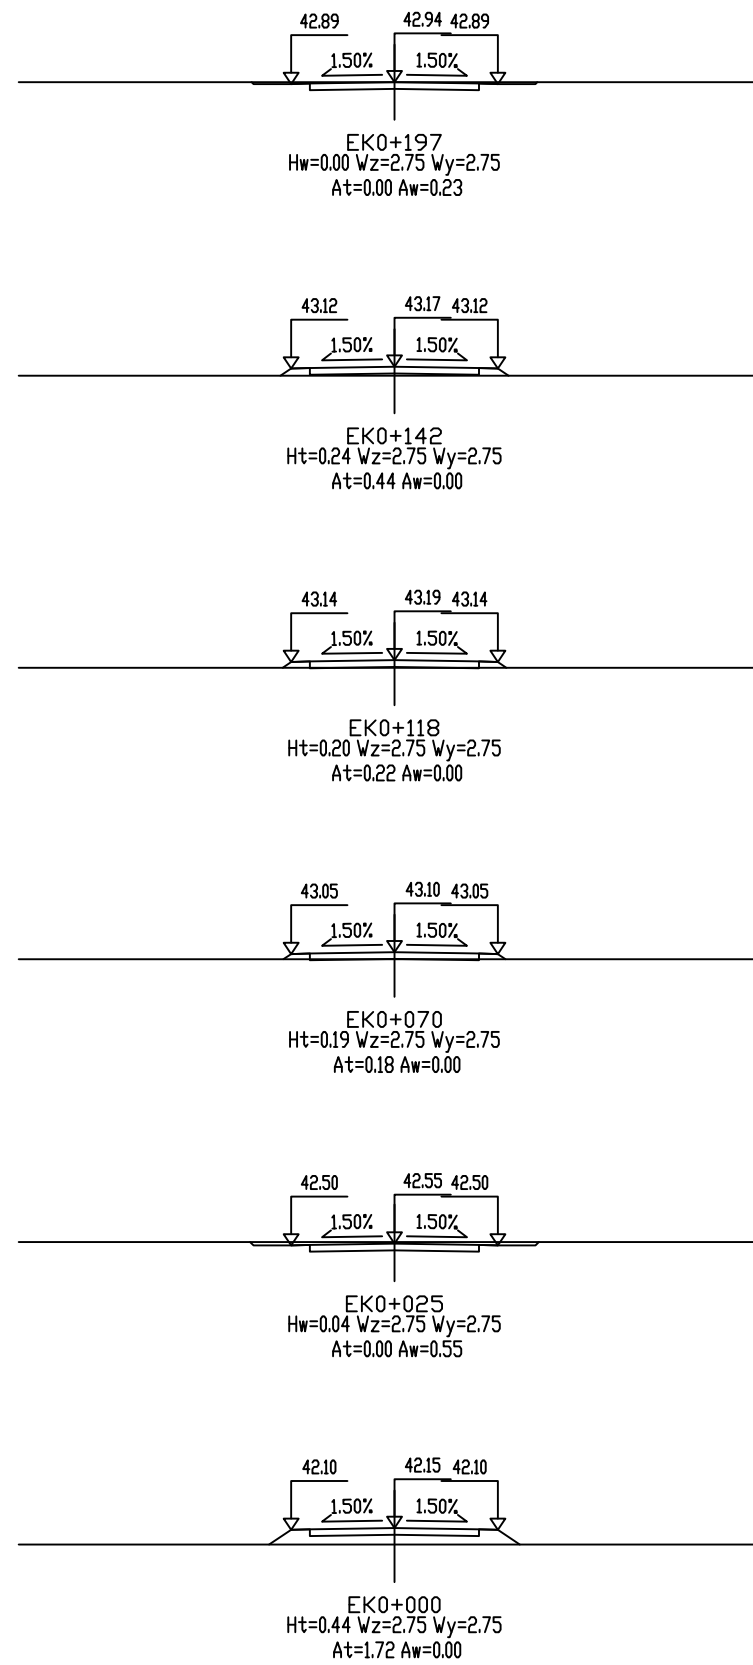 42.89 42.94 42.89
1.50% 1.50%
EK0+197
Hw=0.00 Wz=2.75 Wy=2.75
At=0.00 Aw=0.23
43.12 43.17 43.12
1.50% 1.50%
EK0+142
Ht=0.24 Wz=2.75 Wy=2.75
At=0.44 Aw=0.00
43.14 43.19 43.14
1.50% 1.50%
EK0+118
Ht=0.20 Wz=2.75 Wy=2.75
At=0.22 Aw=0.00
43.05 43.10 43.05
1.50% 1.50%
EK0+070
Ht=0.19 Wz=2.75 Wy=2.75
At=0.18 Aw=0.00
42.50 42.55 42.50
1.50% 1.50%
EK0+025
Hw=0.04 Wz=2.75 Wy=2.75
At=0.00 Aw=0.55
42.10 42.15 42.10
1.50% 1.50%
EK0+000
Ht=0.44 Wz=2.75 Wy=2.75
At=1.72 Aw=0.00